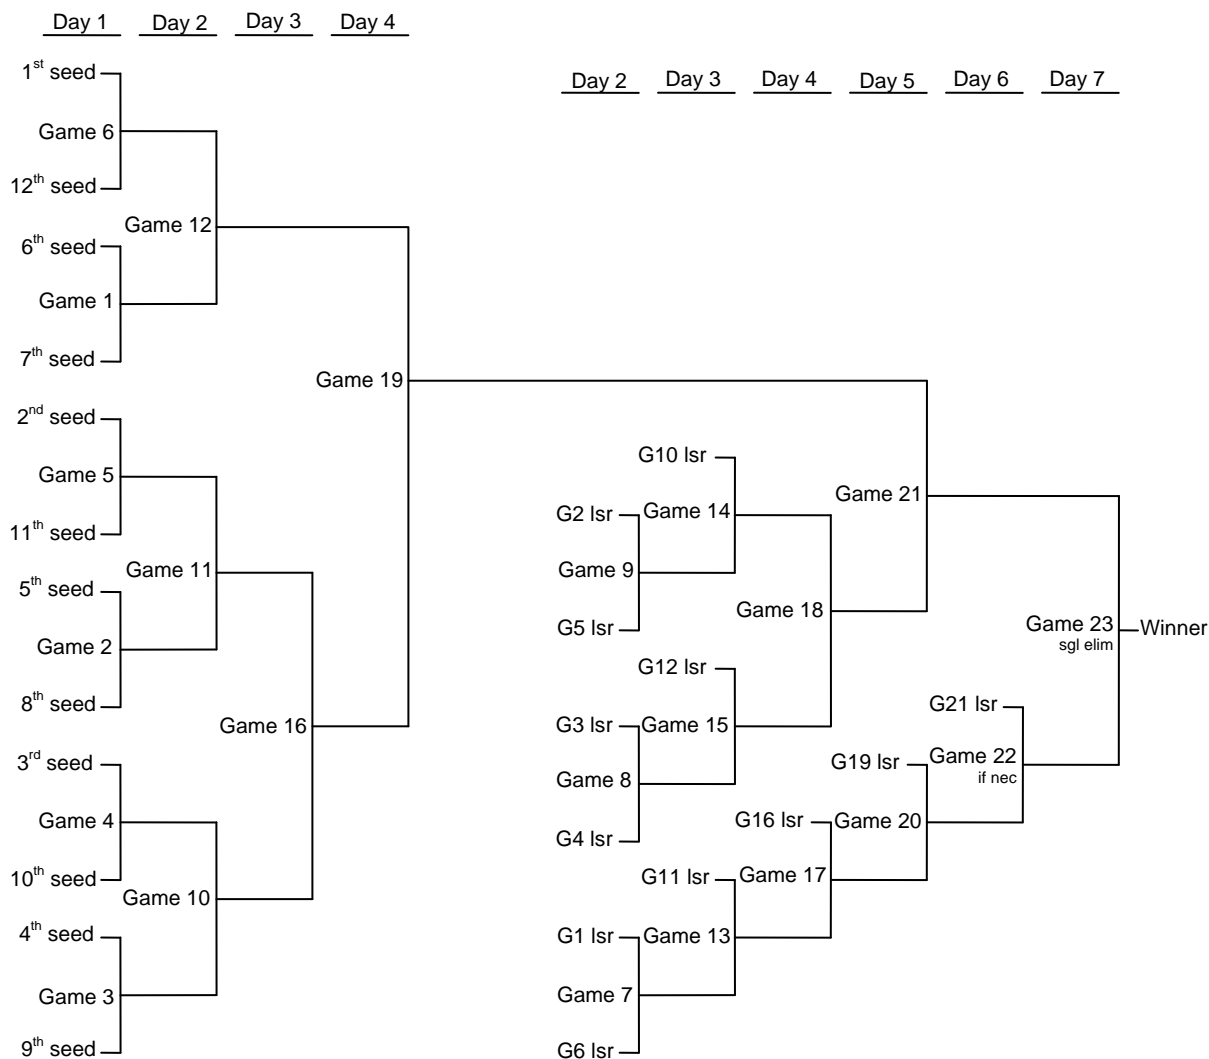 Day 1 Day 2 Day 3 Day 4
1st seed
Game 6
12th seed
Game 12
6th seed
Game 1
7th seed
Game 19
2nd seed
Game 5
11th seed
Game 11
5th seed
Game 2
8th seed
Game 16
3rd seed
Game 4
10th seed
Game 10
4th seed
Game 3
9th seed
Day 2 Day 3 Day 4 Day 5 Day 6 Day 7
G10 lsr
Game 21
G2 lsr
Game 14
Game 9
Game 18
G5 lsr
Game 23
Winner
sgl elim
G12 lsr
G21 lsr
G3 lsr
Game 15
Game 22
if nec
G19 lsr
Game 8
G16 lsr
Game 20
G4 lsr
G11 lsr
Game 17
G1 lsr
Game 13
Game 7
G6 lsr